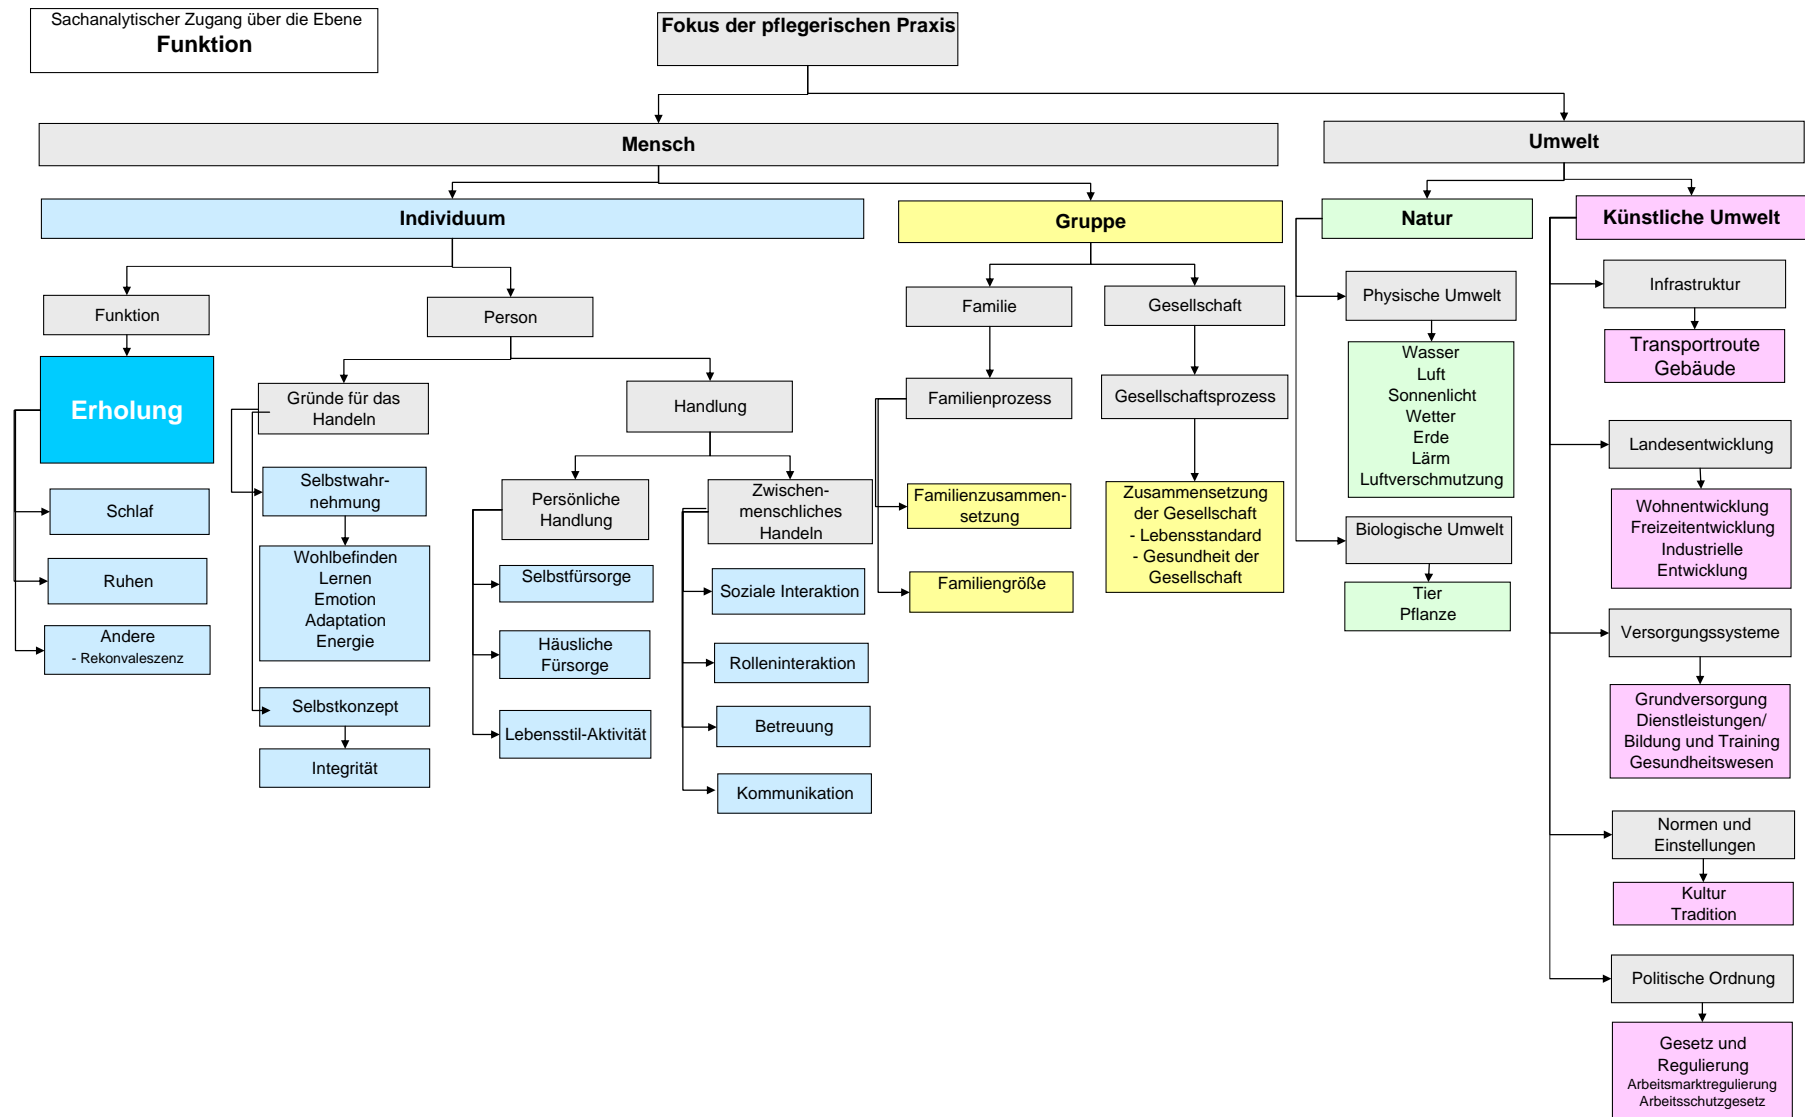 Sachanalytischer Zugang über die Ebene
Funktion
Fokus der pflegerischen Praxis
Mensch
Umwelt
Individuum
Gruppe
Natur
Künstliche Umwelt
Funktion
Person
Familie
Gesellschaft
Physische Umwelt
Infrastruktur
Erholung
Schlaf
Ruhen
Andere
- Rekonvaleszenz
Gründe für das
Handeln
Selbstwahr-
nehmung
Wohlbefinden
Lernen
Emotion
Adaptation
Energie
Selbstkonzept
Integrität
Handlung
Persönliche
Handlung
Selbstfürsorge
Häusliche
Fürsorge
Lebensstil-Aktivität
Zwischen-
menschliches
Handeln
Soziale Interaktion
Rolleninteraktion
Betreuung
Kommunikation
Familienprozess
Familienzusammen-
setzung
Familiengröße
Gesellschaftsprozess
Zusammensetzung
der Gesellschaft
- Lebensstandard
- Gesundheit der
Gesellschaft
Wasser
Luft
Sonnenlicht
Wetter
Erde
Lärm
Luftverschmutzung
Biologische Umwelt
Tier
Pflanze
Transportroute
Gebäude
Landesentwicklung
Wohnentwicklung
Freizeitentwicklung
Industrielle
Entwicklung
Versorgungssysteme
Grundversorgung
Dienstleistungen/
Bildung und Training
Gesundheitswesen
Normen und
Einstellungen
Kultur
Tradition
Politische Ordnung
Gesetz und
Regulierung
Arbeitsmarktregulierung
Arbeitsschutzgesetz